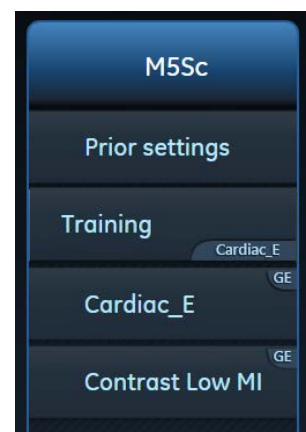 M5Sc
Prior settings
Training
Cardiac_E
GE
Cardiac_E
GE
Contrast Low MI